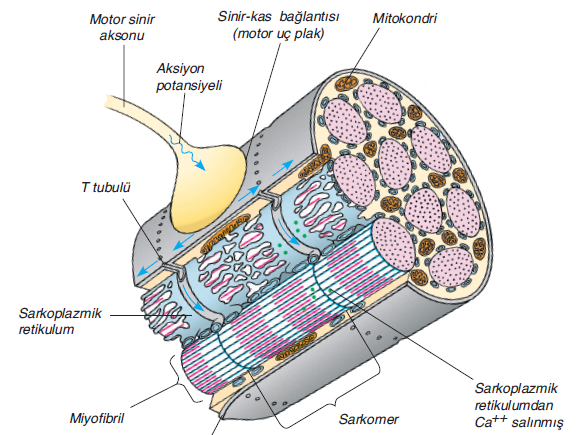 Motor sinir
aksonu
Sinir-kas bağlantısı
(motor uç plak)
Mitokondri
Aksiyon
potansiyeli
T tubulü
Sarkoplazmik
retikulum
Miyofibril
Sarkomer
Sarkoplazmik
retikulumdan
Ca++ salınmış